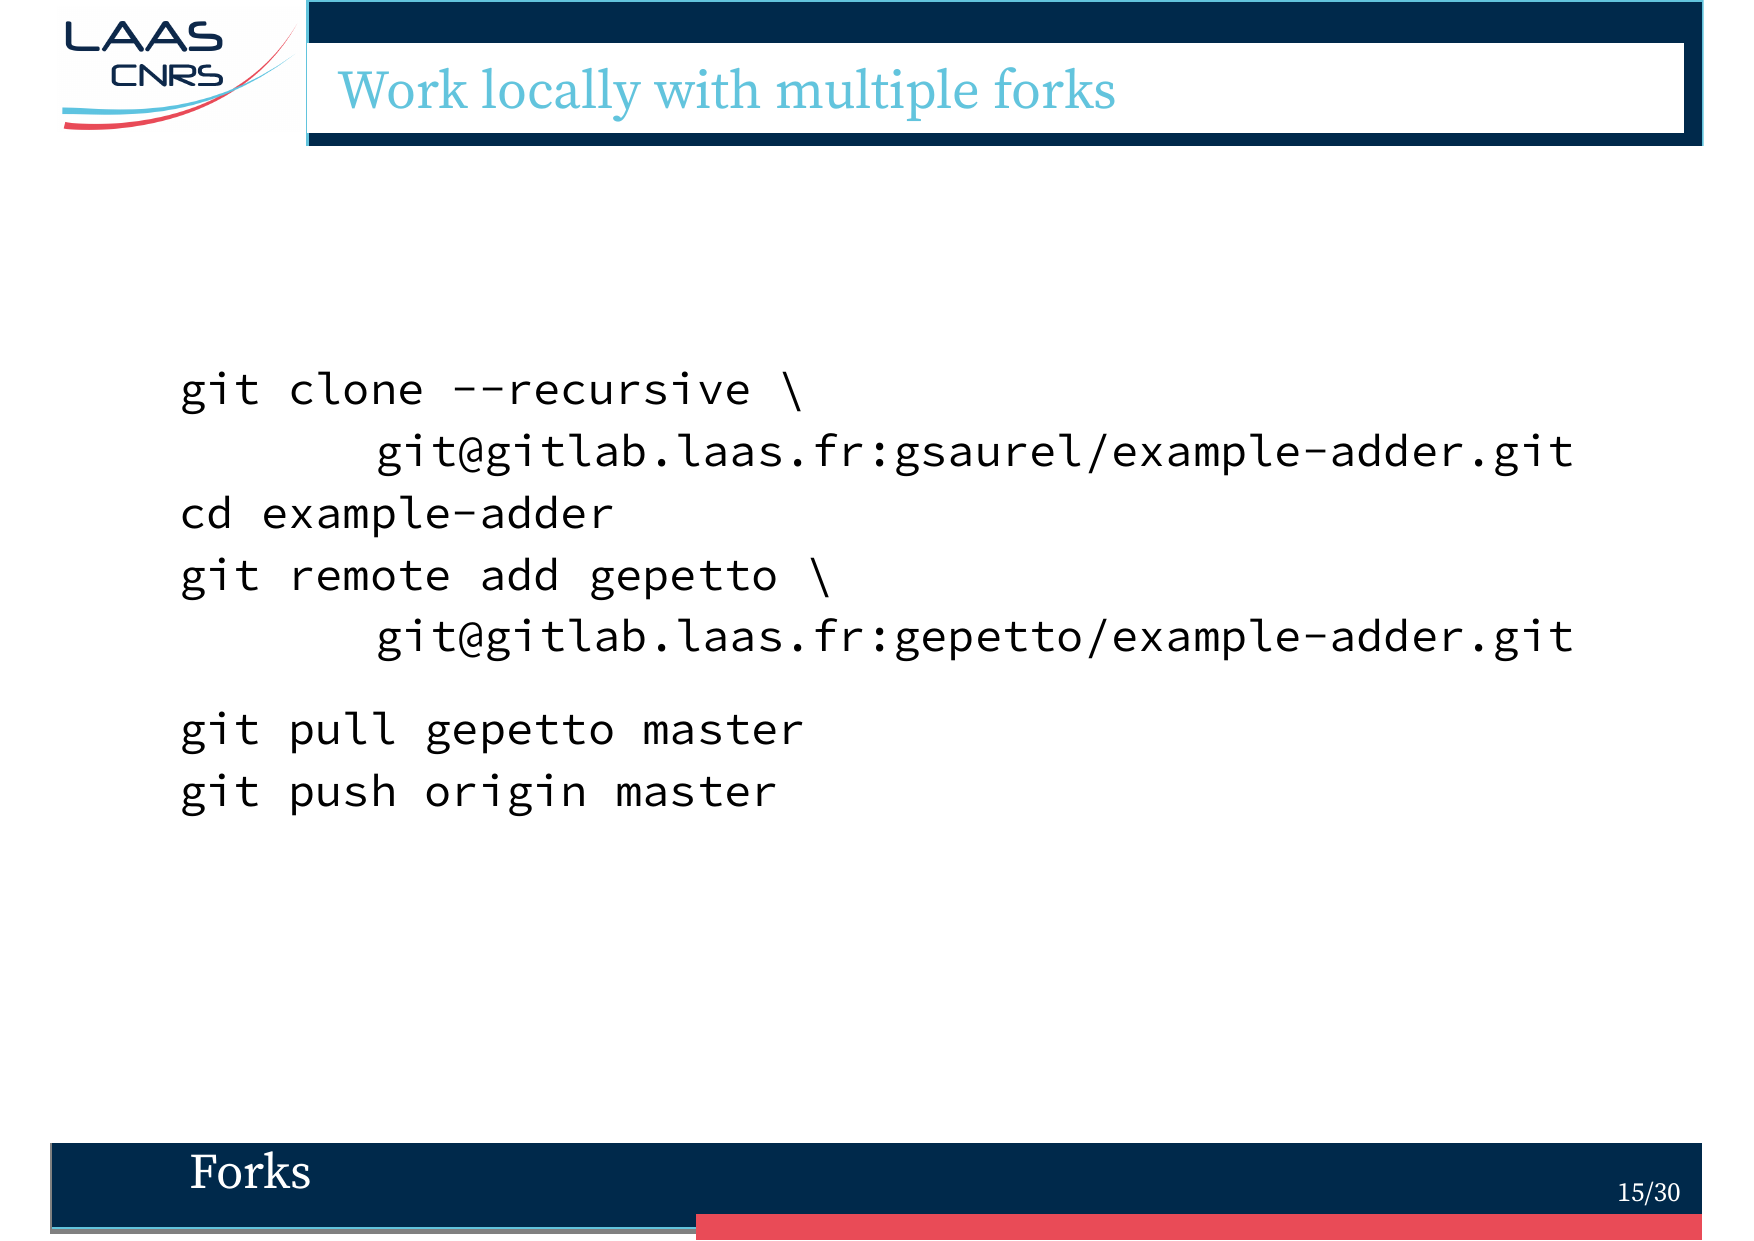 LAAS
CNRS
Work locally with multiple forks
git clone --recursive \
git@gitlab.laas.fr:gsaurel/example-adder.git
cd example-adder
git remote add gepetto \
git@gitlab.laas.fr:gepetto/example-adder.git
git pull gepetto master
git push origin master
Forks
15/30